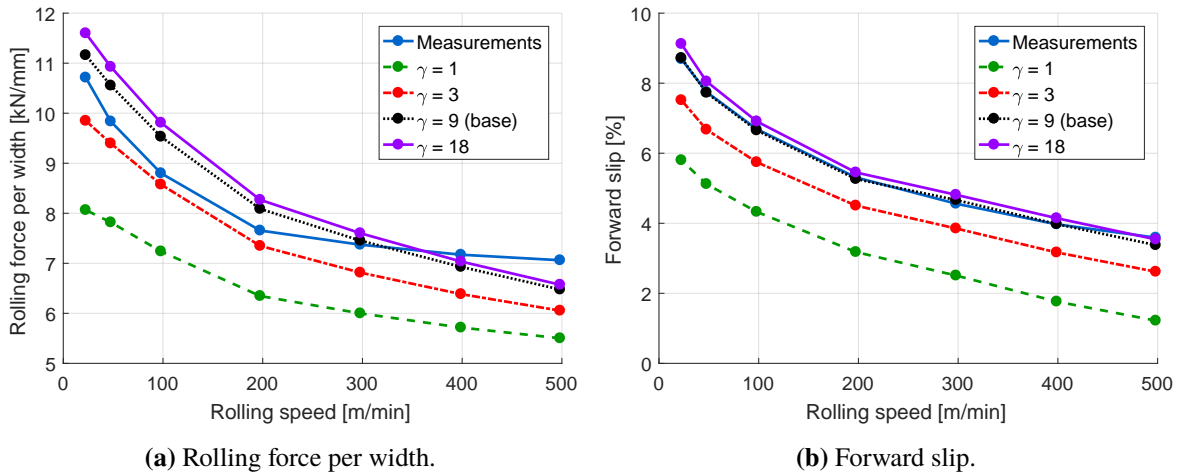 12
11
10
9
8
7
6
5
0 100 200 300 400 500
Rolling force per width [kN/mm]
Rolling speed [m/min]
Measurements
γ = 1
γ = 3
γ = 9 (base)
γ = 18
(a) Rolling force per width.
10
8
6
4
2
0
0 100 200 300 400 500
Forward slip [%]
Rolling speed [m/min]
Measurements
γ = 1
γ = 3
γ = 9 (base)
γ = 18
(b) Forward slip.